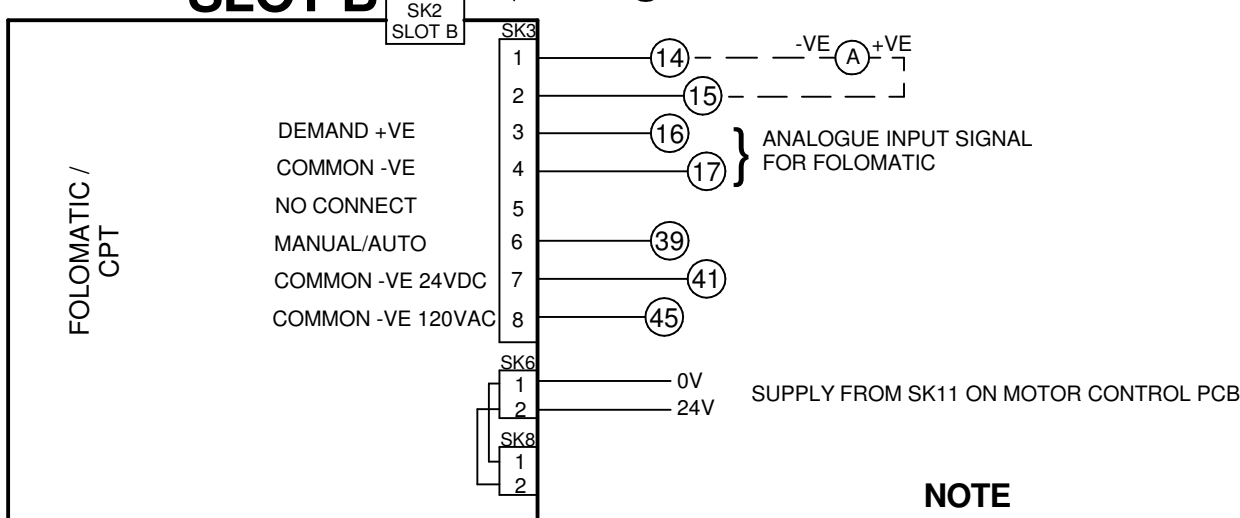 SLOT B
SK2
SLOT B
SK3
1
14
-VE
A
+VE
2
15
DEMAND +VE
3
16
ANALOGUE INPUT SIGNAL
FOR FOLOMATIC
COMMON -VE
4
17
NO CONNECT
5
MANUAL/AUTO
6
39
COMMON -VE 24VDC
7
41
COMMON -VE 120VAC
8
45
FOLOMATIC /
CPT
SK6
1
0V
2
24V
SUPPLY FROM SK11 ON MOTOR CONTROL PCB
SK8
1
2
NOTE